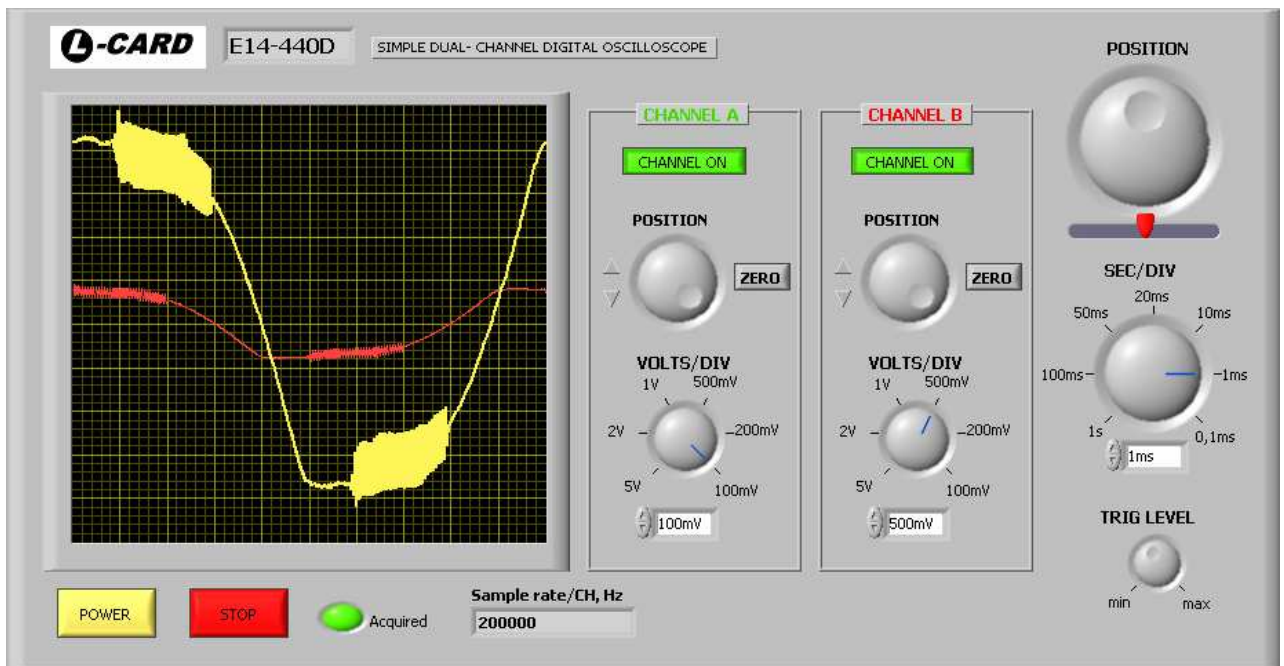 L-CARD
E14-440D
SIMPLE DUAL- CHANNEL DIGITAL OSCILLOSCOPE
CHANNEL A
CHANNEL ON
POSITION
ZERO
VOLTS/DIV
1V
500mV
2V
200mV
5V
100mV
100mV
CHANNEL B
CHANNEL ON
POSITION
ZERO
VOLTS/DIV
1V
500mV
2V
200mV
5V
100mV
500mV
POSITION
SEC/DIV
20ms
50ms
10ms
100ms
1ms
1s
0,1ms
1ms
TRIG LEVEL
min
max
POWER
STOP
Acquired
Sample rate/CH, Hz
200000